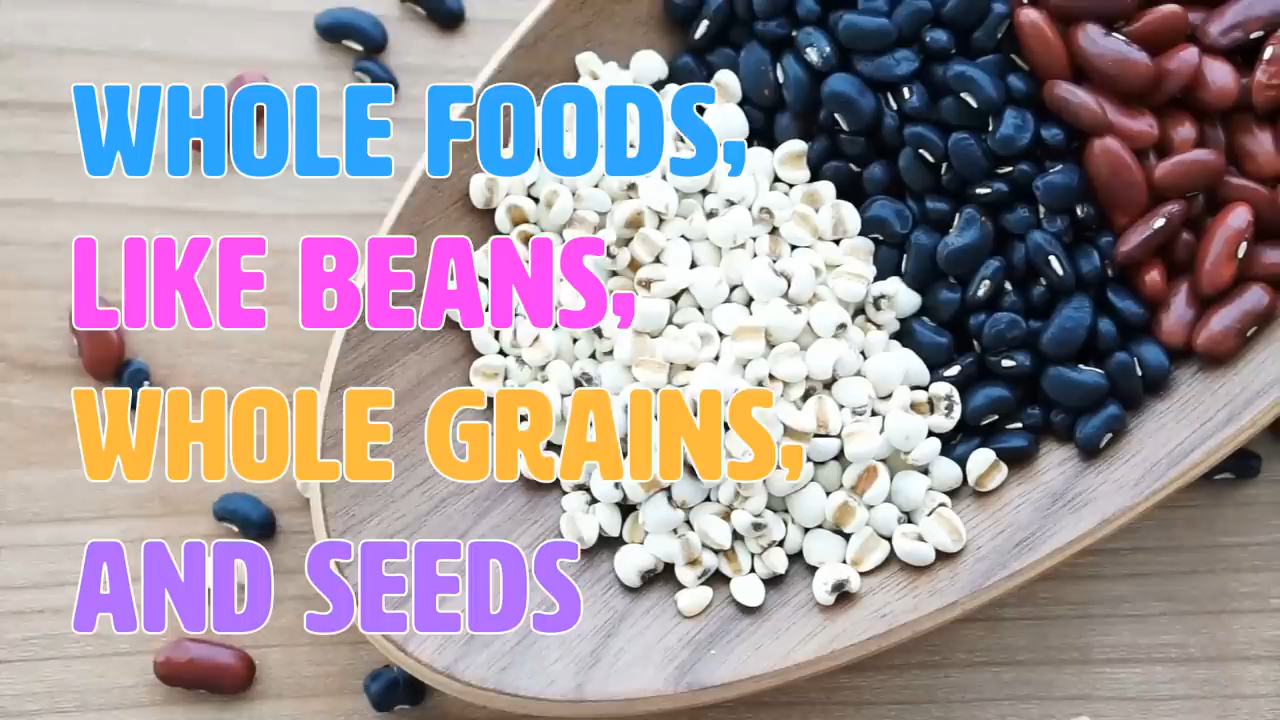 WHOLE FOODS,
LIKE BEANS,
WHOLE GRAINS,
AND SEEDS